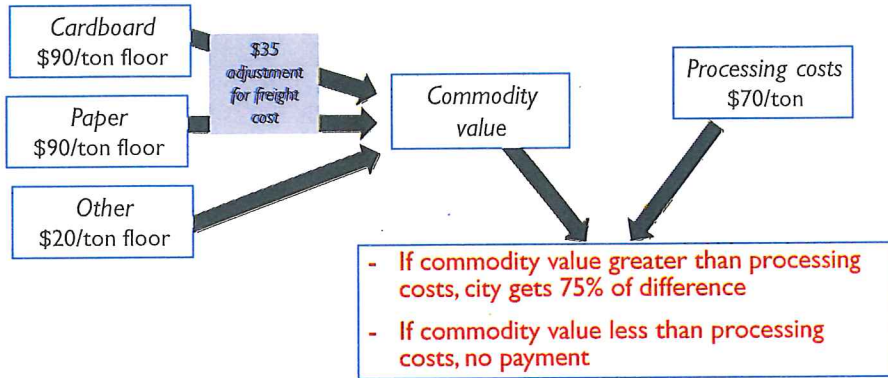 Cardboard
$90/ton floor
$35
adjustment
for freight
cost
Processing costs
$70/ton
Commodity
value
Paper
$90/ton floor
Other
$20/ton floor
- If commodity value greater than processing
costs, city gets 75% of difference
- If commodity value less than processing
costs, no payment